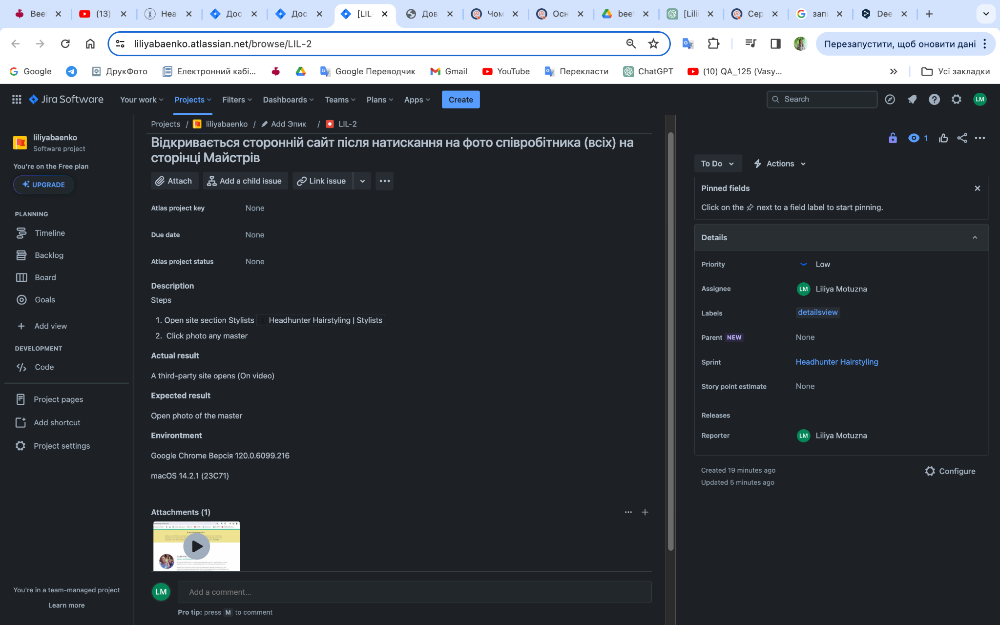 Beet
(13)
Hea
Дос
Дос
[LIL-
Дов
Чом
Осн
beet
[Lilii
Сер
запи
Dee
liliyabaenko.atlassian.net/browse/LIL-2
Перезапустити, щоб оновити дані
Google
ДрукФото
Електронний кабі...
Google Переводчик
Gmail
YouTube
Перекласти
ChatGPT
(10) QA_125 (Vasy...
Усі закладки
Jira Software
Your work
Projects
Filters
Dashboards
Teams
Plans
Apps
Create
Search
LM
liliyabaenko
Software project
You're on the Free plan
UPGRADE
PLANNING
Timeline
Backlog
Board
Goals
Add view
DEVELOPMENT
Code
Project pages
Add shortcut
Project settings
You're in a team-managed project
Learn more
Projects / liliyabaenko / Add Эпик / LIL-2
Відкривається сторонній сайт після натискання на фото співробітника (всіх) на
сторінці Майстрів
Attach
Add a child issue
Link issue
Atlas project key None
Due date None
Atlas project status None
Description
Steps
1. Open site section Stylists Headhunter Hairstyling | Stylists
2. Click photo any master
Actual result
A third-party site opens (On video)
Expected result
Open photo of the master
Environtment
Google Chrome Версія 120.0.6099.216
macOS 14.2.1 (23C71)
Attachments (1)
LM
Add a comment...
Pro tip: press M to comment
1
To Do
Actions
Pinned fields
Click on the next to a field label to start pinning.
Details
Priority Low
Assignee LM Liliya Motuzna
Labels detailsview
Parent NEW None
Sprint Headhunter Hairstyling
Story point estimate None
Releases
Reporter LM Liliya Motuzna
Created 19 minutes ago
Updated 5 minutes ago
Configure